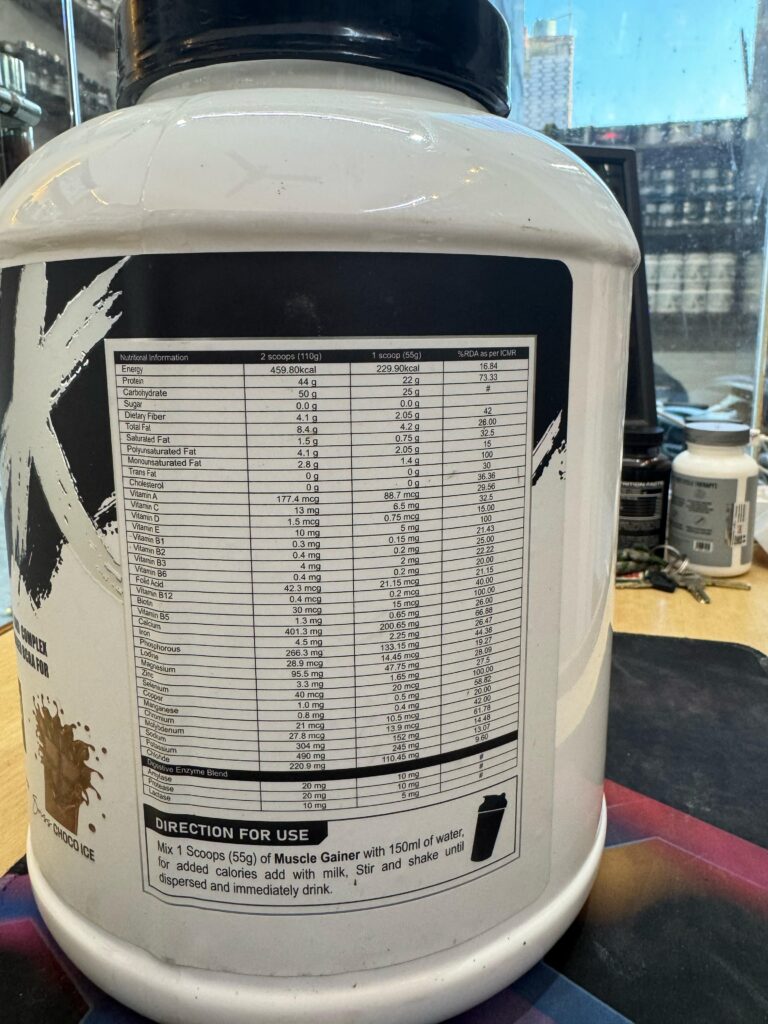 Nutritional Information 2 scoops (110g) 1 scoop (55g) %RDA as per ICMR
Energy 459.80kcal 229.90kcal 16.84
Protein 44 g 22 g 73.33
Carbohydrate 50 g 25 g #
Sugar 0.0 g 0.0 g
Dietary Fiber 4.1 g 2.05 g 42
Total Fat 8.4 g 4.2 g 28.00
Saturated Fat 1.5 g 0.75 g 32.5
Polyunsaturated Fat 4.1 g 2.05 g 15
Monounsaturated Fat 2.8 g 1.4 g 100
Trans Fat 0 g 0 g 30
Cholesterol 0 g 0 g 36.36
Vitamin A 177.4 mcg 88.7 mcg 29.56
Vitamin C 13 mg 6.5 mg 32.5
Vitamin D 1.5 mcg 0.75 mcg 15.00
Vitamin E 10 mg 5 mg 100
Vitamin B1 0.3 mg 0.15 mg 21.43
Vitamin B2 0.4 mg 0.2 mg 25.00
Vitamin B3 4 mg 2 mg 22.22
Vitamin B6 0.4 mg 0.2 mg 20.00
Folid Acid 42.3 mcg 21.15 mcg 21.15
Vitamin B12 0.4 mcg 0.2 mcg 40.00
Biotin 30 mcg 15 mcg 100.00
Vitamin B5 1.3 mg 0.65 mg 26.00
Calcium 401.3 mg 200.65 mg 66.88
Iron 4.5 mg 2.25 mg 26.47
Phosphorous 266.3 mg 133.15 mg 44.38
Iodine 28.9 mcg 14.45 mcg 19.27
Magnesium 95.5 mg 47.75 mg 28.09
Zinc 3.3 mg 1.65 mg 27.5
Selenium 40 mcg 20 mcg 100.00
Copper 1.0 mg 0.5 mg 58.82
Manganese 0.8 mg 0.4 mg 20.00
Chromium 21 mcg 10.5 mcg 42.00
Molybdenum 27.8 mcg 13.9 mcg 61.78
Sodium 304 mg 152 mg 14.48
Potassium 490 mg 245 mg 13.07
Chloride 220.9 mg 110.45 mg 9.60
Digestive Enzyme Blend
Amylase 20 mg 10 mg #
Protease 20 mg 10 mg #
Lactase 10 mg 5 mg #
COMPLEX
BCAA FOR
CHOCO ICE
DIRECTION FOR USE
Mix 1 Scoops (55g) of Muscle Gainer with 150ml of water,
for added calories add with milk, Stir and shake until
dispersed and immediately drink.